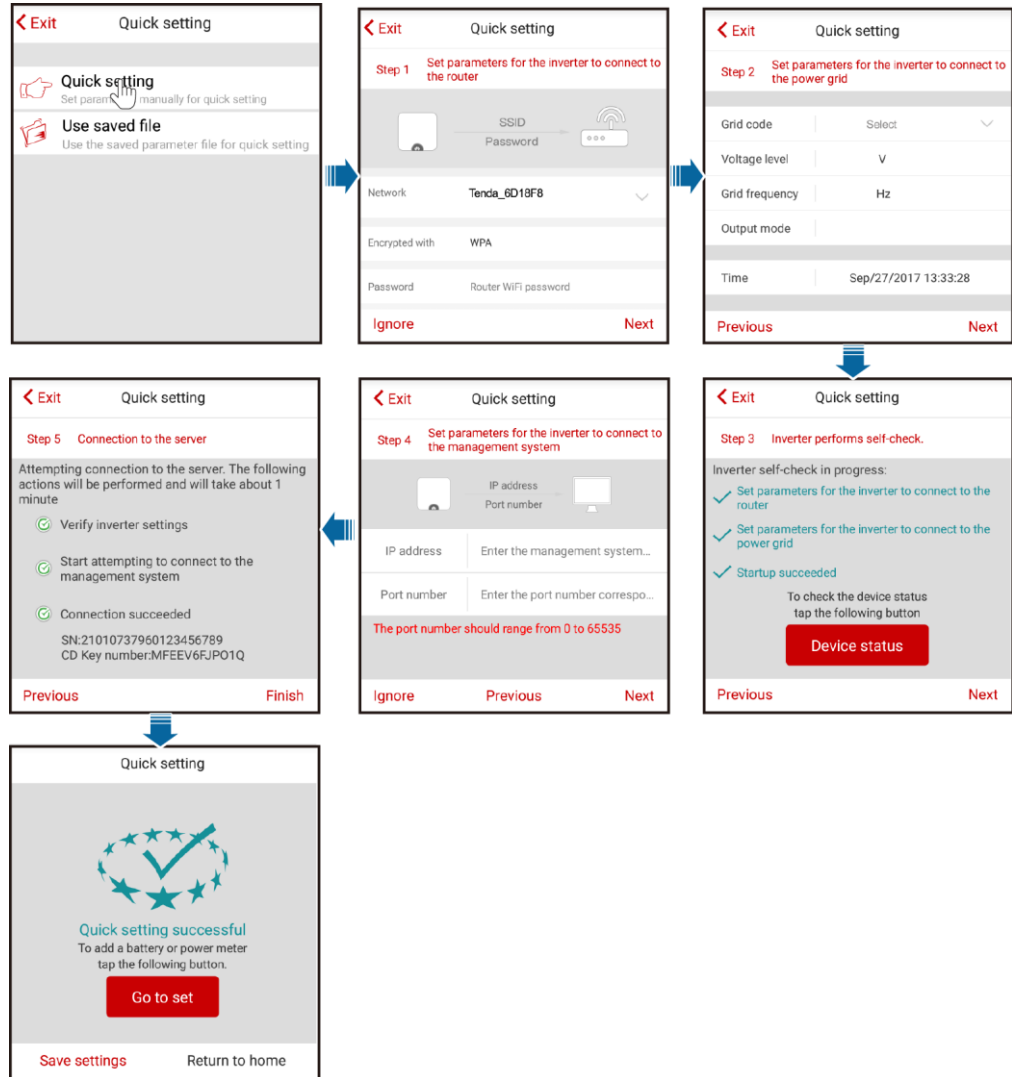 Exit
Quick setting
Quick setting
Set param manually for quick setting
Use saved file
Use the saved parameter file for quick setting
Exit
Quick setting
Step 1
Set parameters for the inverter to connect to
the router
SSID
Password
Network
Tenda_6D18F8
Encrypted with
WPA
Password
Router WiFi password
Ignore
Next
Exit
Quick setting
Step 2
Set parameters for the inverter to connect to
the power grid
Grid code
Select
Voltage level
V
Grid frequency
Hz
Output mode
Time
Sep/27/2017 13:33:28
Previous
Next
Exit
Quick setting
Step 3
Inverter performs self-check.
Inverter self-check in progress:
Set parameters for the inverter to connect to the
router
Set parameters for the inverter to connect to the
power grid
Startup succeeded
To check the device status
tap the following button
Device status
Previous
Next
Exit
Quick setting
Step 4
Set parameters for the inverter to connect to
the management system
IP address
Port number
IP address
Enter the management system...
Port number
Enter the port number correspo...
The port number should range from 0 to 65535
Ignore
Previous
Next
Exit
Quick setting
Step 5
Connection to the server
Attempting connection to the server. The following
actions will be performed and will take about 1
minute
Verify inverter settings
Start attempting to connect to the
management system
Connection succeeded
SN:21010737960123456789
CD Key number:MFEEV6FJPO1Q
Previous
Finish
Quick setting
Quick setting successful
To add a battery or power meter
tap the following button.
Go to set
Save settings
Return to home